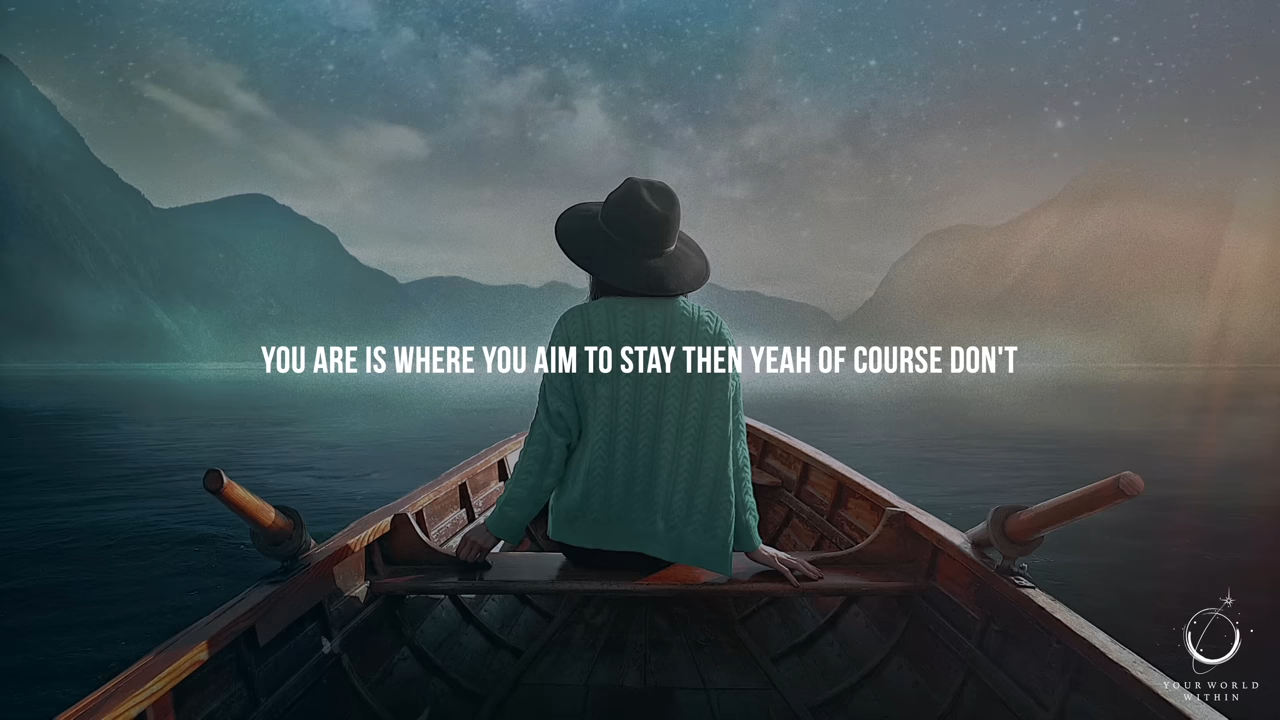 YOU ARE IS WHERE YOU AIM TO STAY THEN YEAH OF COURSE DON'T
YOUR WORLD
WITHIN